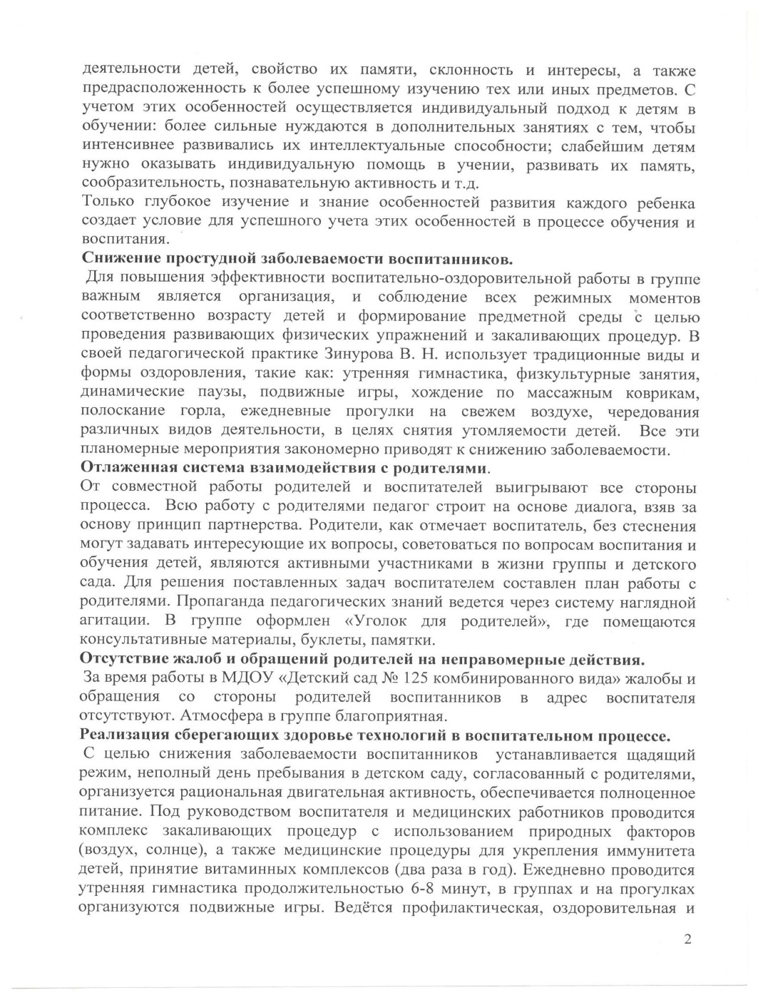 деятельности детей, свойство их памяти, склонность и интересы, а также
предрасположенность к более успешному изучению тех или иных предметов. С
учетом этих особенностей осуществляется индивидуальный подход к детям в
обучении: более сильные нуждаются в дополнительных занятиях с тем, чтобы
интенсивнее развивались их интеллектуальные способности; слабейшим детям
нужно оказывать индивидуальную помощь в учении, развивать их память,
сообразительность, познавательную активность и т.д.
Только глубокое изучение и знание особенностей развития каждого ребенка
создает условие для успешного учета этих особенностей в процессе обучения и
воспитания.
Снижение простудной заболеваемости воспитанников.
Для повышения эффективности воспитательно-оздоровительной работы в группе
важным является организация, и соблюдение всех режимных моментов
соответственно возрасту детей и формирование предметной среды с целью
проведения развивающих физических упражнений и закаливающих процедур. В
своей педагогической практике Зинурова В. Н. использует традиционные виды и
формы оздоровления, такие как: утренняя гимнастика, физкультурные занятия,
динамические паузы, подвижные игры, хождение по массажным коврикам,
полоскание горла, ежедневные прогулки на свежем воздухе, чередования
различных видов деятельности, в целях снятия утомляемости детей. Все эти
планомерные мероприятия закономерно приводят к снижению заболеваемости.
Отлаженная система взаимодействия с родителями.
От совместной работы родителей и воспитателей выигрывают все стороны
процесса. Всю работу с родителями педагог строит на основе диалога, взяв за
основу принцип партнерства. Родители, как отмечает воспитатель, без стеснения
могут задавать интересующие их вопросы, советоваться по вопросам воспитания и
обучения детей, являются активными участниками в жизни группы и детского
сада. Для решения поставленных задач воспитателем составлен план работы с
родителями. Пропаганда педагогических знаний ведется через систему наглядной
агитации. В группе оформлен «Уголок для родителей», где помещаются
консультативные материалы, буклеты, памятки.
Отсутствие жалоб и обращений родителей на неправомерные действия.
За время работы в МДОУ «Детский сад № 125 комбинированного вида» жалобы и
обращения со стороны родителей воспитанников в адрес воспитателя
отсутствуют. Атмосфера в группе благоприятная.
Реализация сберегающих здоровье технологий в воспитательном процессе.
С целью снижения заболеваемости воспитанников устанавливается щадящий
режим, неполный день пребывания в детском саду, согласованный с родителями,
организуется рациональная двигательная активность, обеспечивается полноценное
питание. Под руководством воспитателя и медицинских работников проводится
комплекс закаливающих процедур с использованием природных факторов
(воздух, солнце), а также медицинские процедуры для укрепления иммунитета
детей, принятие витаминных комплексов (два раза в год). Ежедневно проводится
утренняя гимнастика продолжительностью 6-8 минут, в группах и на прогулках
организуются подвижные игры. Ведётся профилактическая, оздоровительная и
2